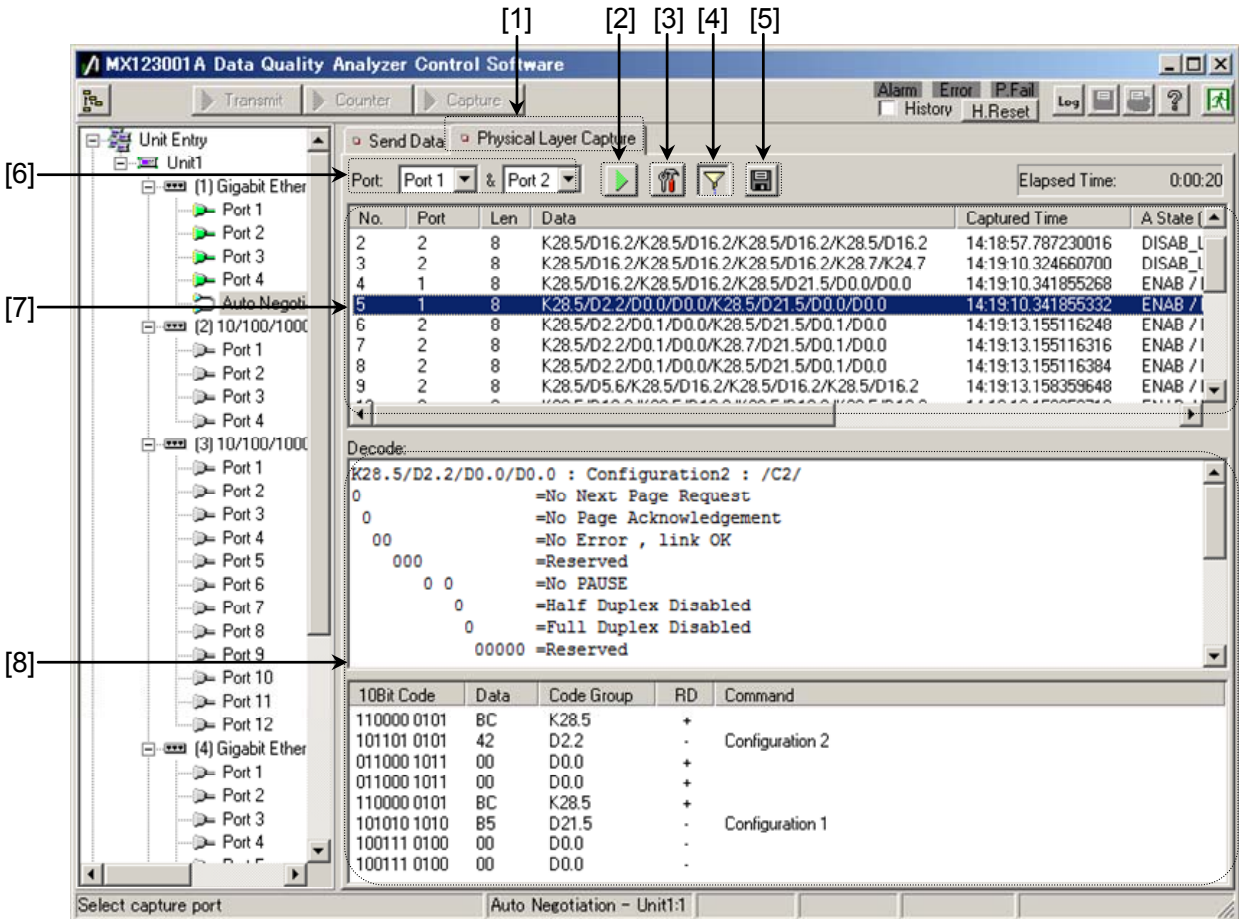 [1] [2] [3] [4] [5]
MX123001A Data Quality Analyzer Control Software
Transmit Counter Capture Alarm Error P.Fail
History H.Reset Log
Unit Entry
Unit1
(1) Gigabit Ether
Port 1
Port 2
Port 3
Port 4
Auto Negoti
(2) 10/100/1000
Port 1
Port 2
Port 3
Port 4
(3) 10/100/1000
Port 1
Port 2
Port 3
Port 4
Port 5
Port 6
Port 7
Port 8
Port 9
Port 10
Port 11
Port 12
(4) Gigabit Ether
Port 1
Port 2
Port 3
Port 4
Send Data Physical Layer Capture
[6] Port: Port 1 & Port 2 Elapsed Time: 0:00:20
No. Port Len Data Captured Time A State (
2 2 8 K28.5/D16.2/K28.5/D16.2/K28.5/D16.2/K28.5/D16.2 14:18:57.787230016 DISAB_L
3 2 8 K28.5/D16.2/K28.5/D16.2/K28.5/D16.2/K28.7/K24.7 14:19:10.324660700 DISAB_L
4 1 8 K28.5/D16.2/K28.5/D16.2/K28.5/D21.5/D0.0/D0.0 14:19:10.341855268 ENAB / I
[7] 5 1 8 K28.5/D2.2/D0.0/D0.0/K28.5/D21.5/D0.0/D0.0 14:19:10.341855332 ENAB / I
6 2 8 K28.5/D2.2/D0.1/D0.0/K28.5/D21.5/D0.1/D0.0 14:19:13.155116248 ENAB / I
7 2 8 K28.5/D2.2/D0.1/D0.0/K28.7/D21.5/D0.1/D0.0 14:19:13.155116316 ENAB / I
8 2 8 K28.5/D2.2/D0.1/D0.0/K28.5/D21.5/D0.1/D0.0 14:19:13.155116384 ENAB / I
9 2 8 K28.5/D5.6/K28.5/D16.2/K28.5/D16.2/K28.5/D16.2 14:19:13.158359648 ENAB / I
Decode:
K28.5/D2.2/D0.0/D0.0 : Configuration2 : /C2/
0 =No Next Page Request
0 =No Page Acknowledgement
00 =No Error , link OK
000 =Reserved
0 0 =No PAUSE
0 =Half Duplex Disabled
0 =Full Duplex Disabled
00000 =Reserved
[8]
10Bit Code Data Code Group RD Command
110000 0101 BC K28.5 +
101101 0101 42 D2.2 - Configuration 2
011000 1011 00 D0.0 +
011000 1011 00 D0.0 +
110000 0101 BC K28.5 +
101010 1010 B5 D21.5 - Configuration 1
100111 0100 00 D0.0 -
100111 0100 00 D0.0 -
Select capture port Auto Negotiation - Unit1:1